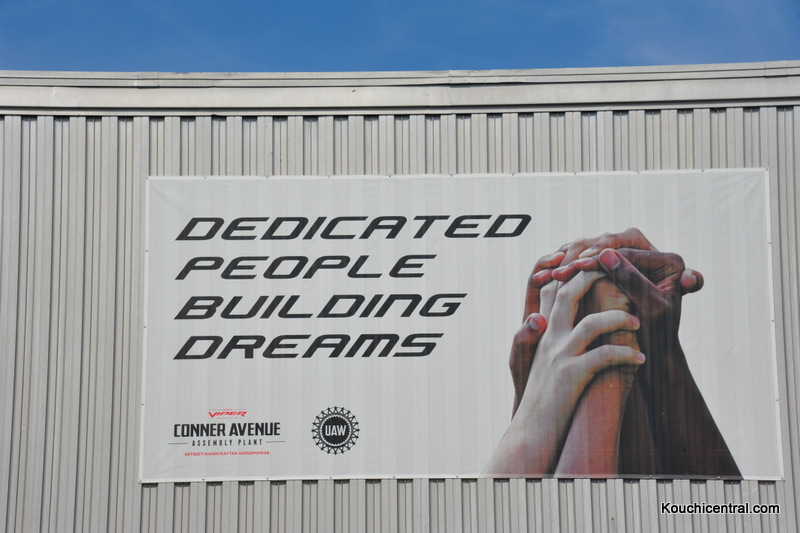 DEDICATED
PEOPLE
BUILDING
DREAMS
VIPER
CONNER AVENUE
ASSEMBLY PLANT
DETROIT. HANDCRAFTED. HORSEPOWER.
UAW
Kouchicentral.com